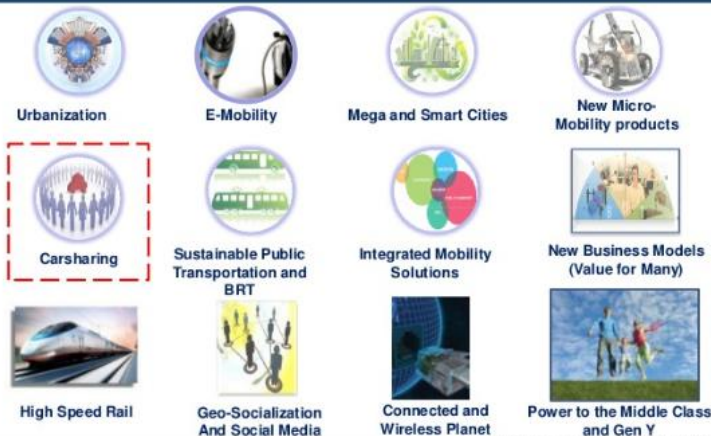 Urbanization
E-Mobility
Mega and Smart Cities
New Micro-
Mobility products
Carsharing
Sustainable Public
Transportation and
BRT
Integrated Mobility
Solutions
New Business Models
(Value for Many)
High Speed Rail
Geo-Socialization
And Social Media
Connected and
Wireless Planet
Power to the Middle Class
and Gen Y